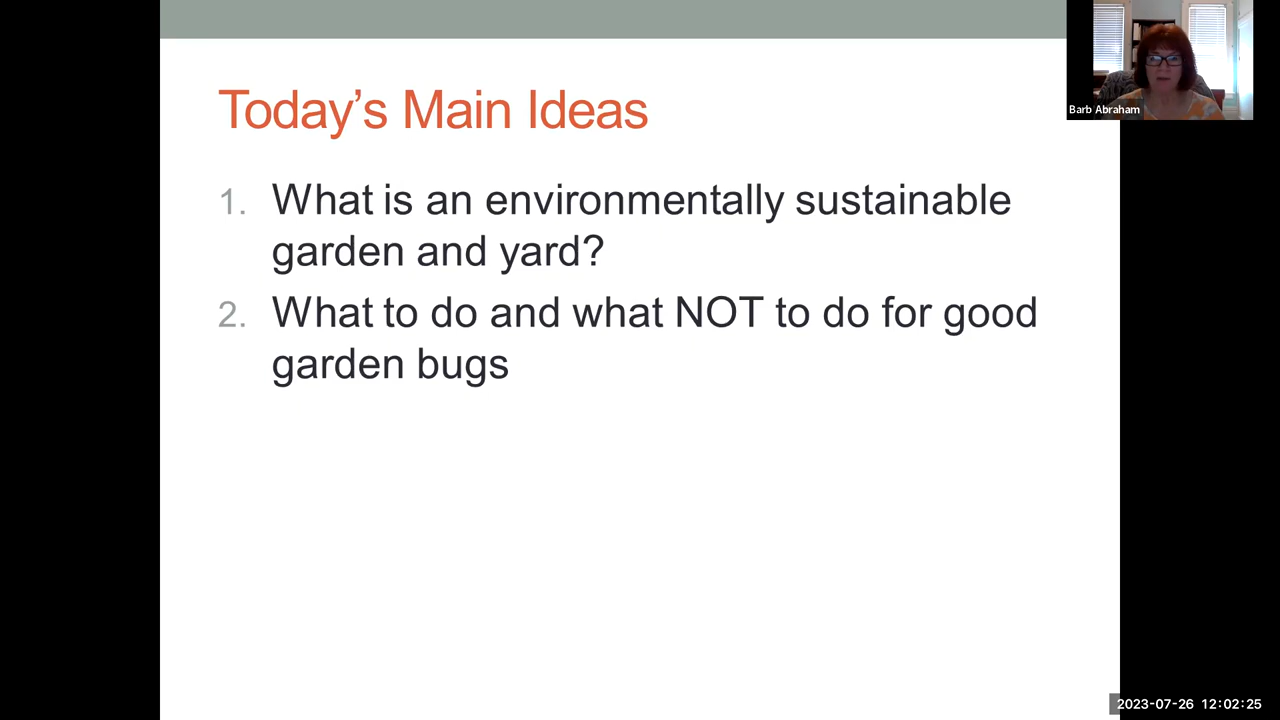 Today’s Main Ideas
1. What is an environmentally sustainable
garden and yard?
2. What to do and what NOT to do for good
garden bugs
Barb Abraham
2023-07-26 12:02:25